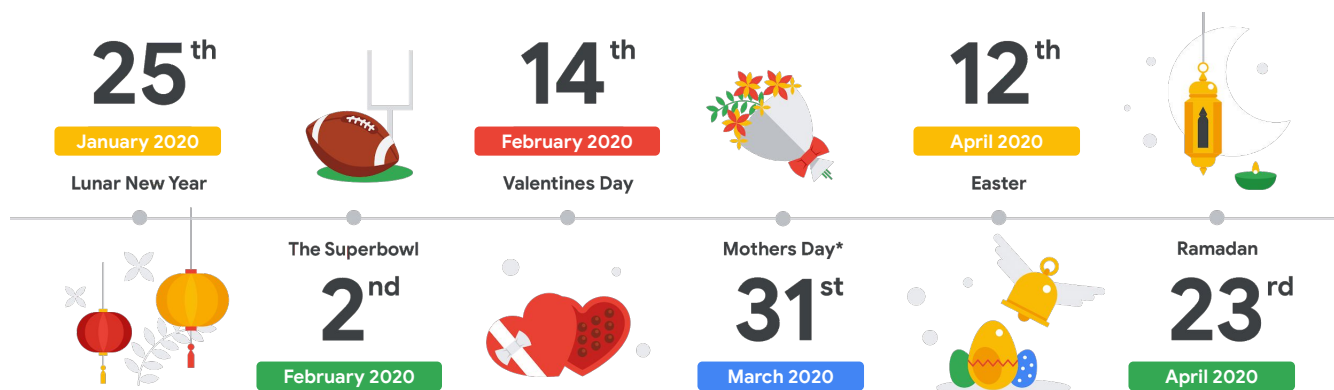 25th
January 2020
Lunar New Year
The Superbowl
2nd
February 2020
14th
February 2020
Valentines Day
Mothers Day*
31st
March 2020
12th
April 2020
Easter
Ramadan
23rd
April 2020